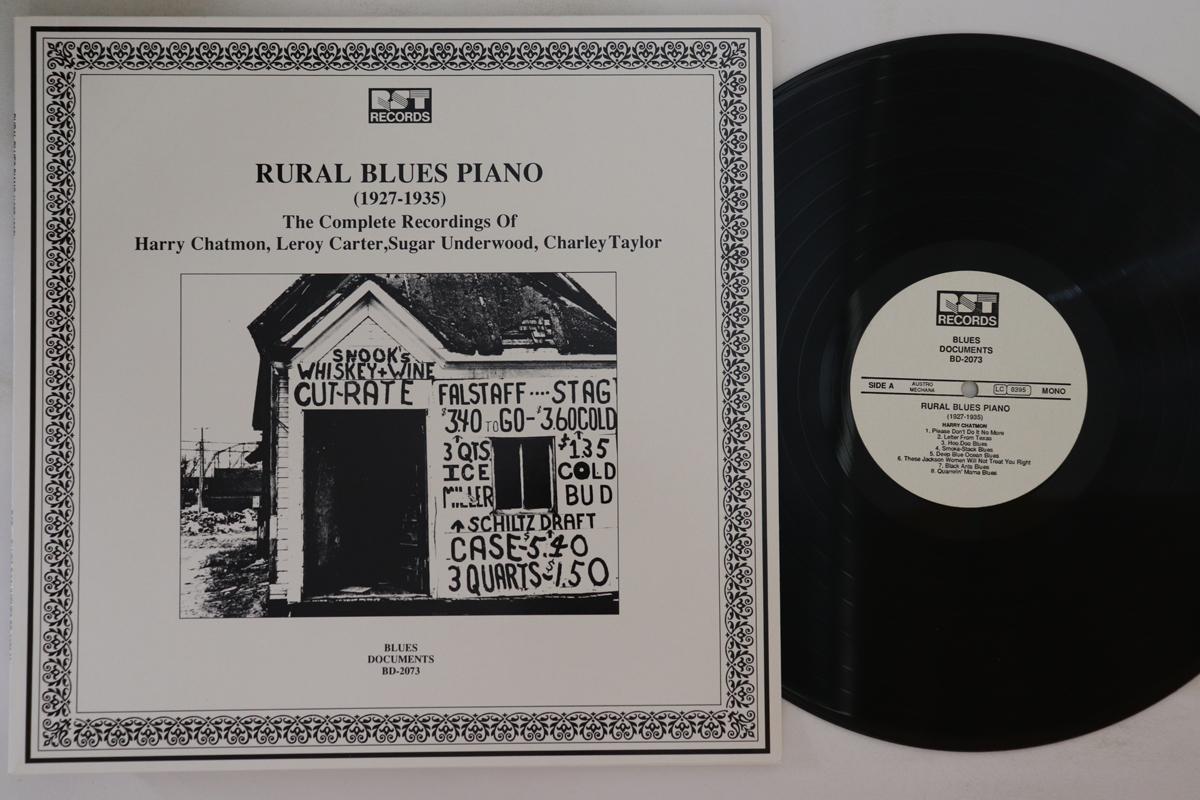 RST
RECORDS
RURAL BLUES PIANO
(1927-1935)
The Complete Recordings Of
Harry Chatmon, Leroy Carter,Sugar Underwood, Charley Taylor
SNOOK's
WHISKEY+WINE
CUT-RATE
FALSTAFF ···· STAG
$3.40 TO GO-$3.60 COLD
3 QTS $1.35
ICE COLD
MILLER BUD
SCHILTZ DRAFT
CASE-$5.40
3 QUARTS-$1.50
BLUES
DOCUMENTS
BD-2073
RST
RECORDS
BLUES
DOCUMENTS
BD-2073
SIDE A AUSTRO MECHANA LC 8395 MONO
RURAL BLUES PIANO
(1927-1935)
HARRY CHATMON
1. Please Don't Do It No More
2. Letter From Texas
3. Hoo Doo Blues
4. Smoke-Stack Blues
5. Deep Blue Ocean Blues
6. These Jackson Women Will Not Treat You Right
7. Black Ants Blues
8. Quarrelin' Mama Blues